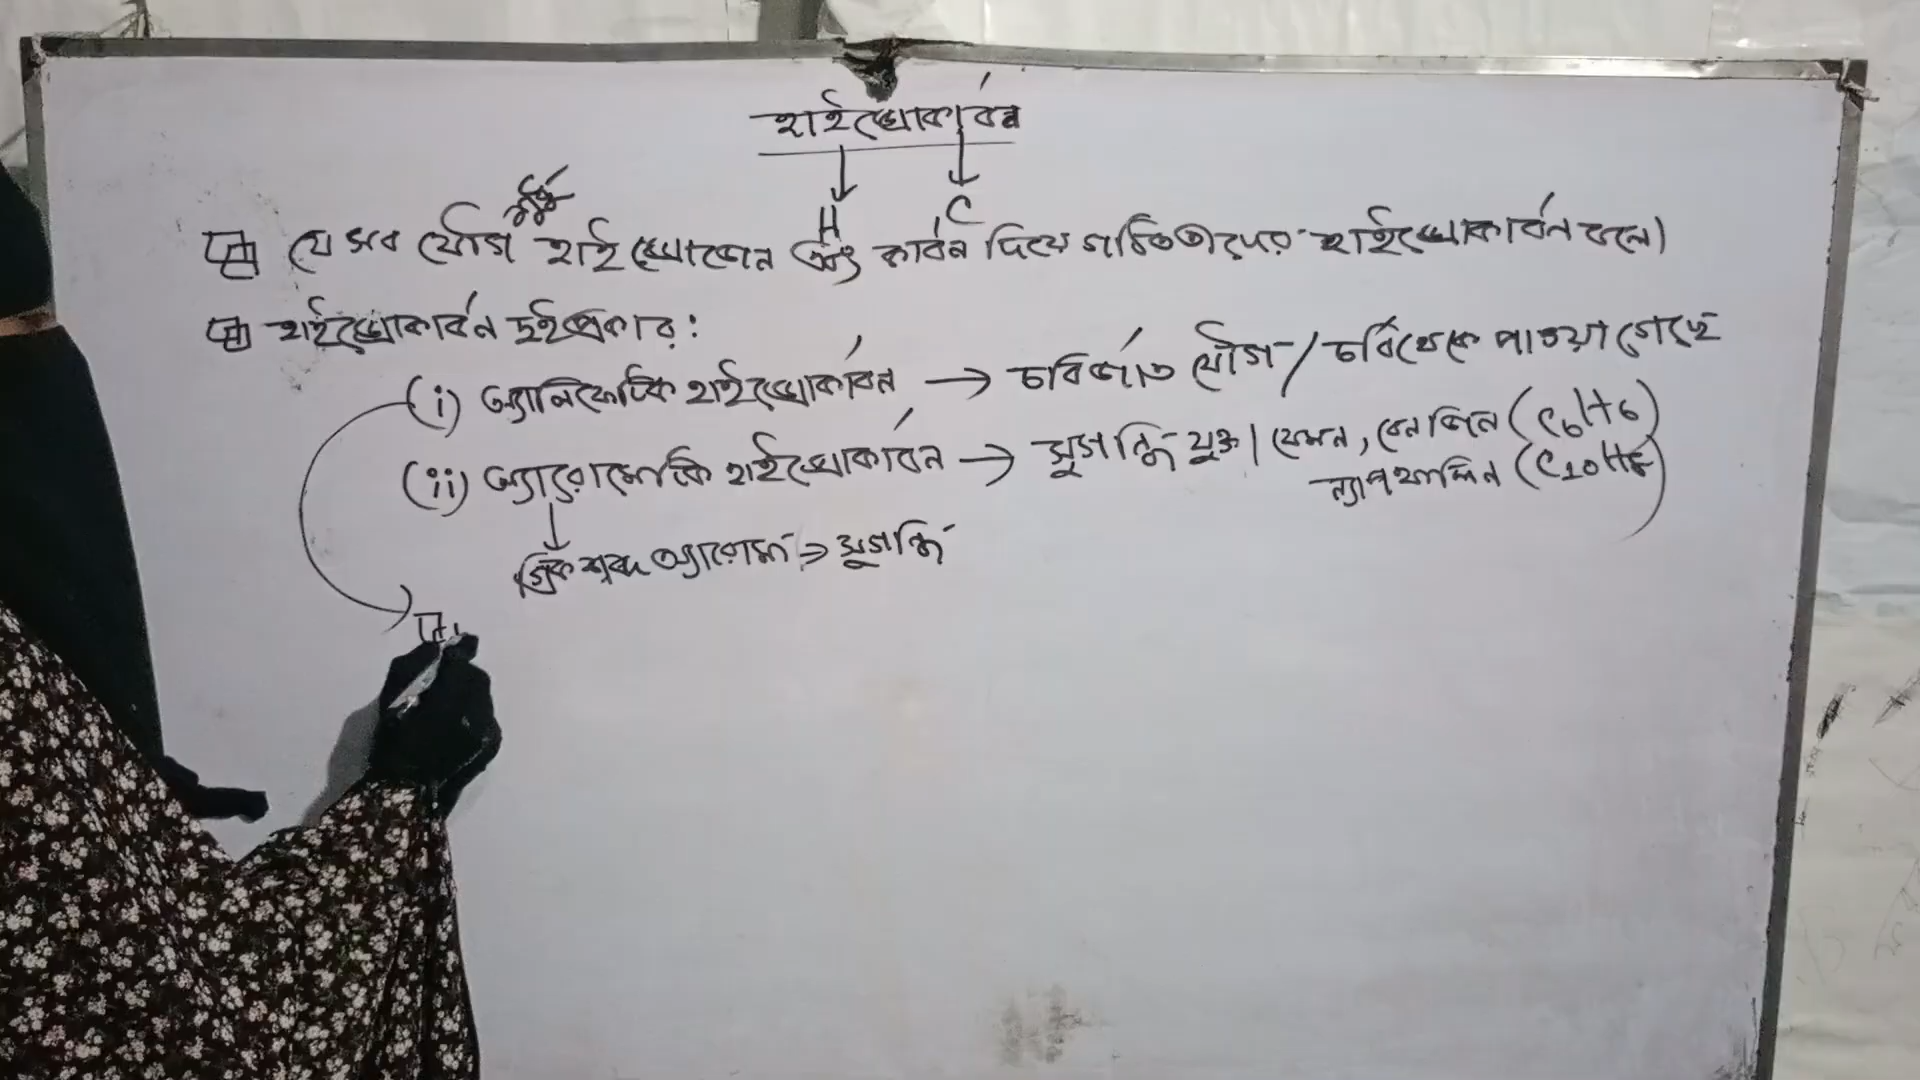 হাইড্রোকার্বন
H C
যে সব যৌগ হাইড্রোজেন এবং কার্বন দিয়ে গঠিত তাদের হাইড্রোকার্বন বলে।
হাইড্রোকার্বন দুই প্রকার:
(i) অ্যালিফেটিক হাইড্রোকার্বন → চর্বিজাত যৌগ / চর্বি থেকে পাওয়া গেছে
(ii) অ্যারোমেটিক হাইড্রোকার্বন → সুগন্ধি যুক্ত। যেমন, বেনজিন (C6H6)
ন্যাপথালিন (C10H8)
গ্রিক শব্দ অ্যারোমা → সুগন্ধি